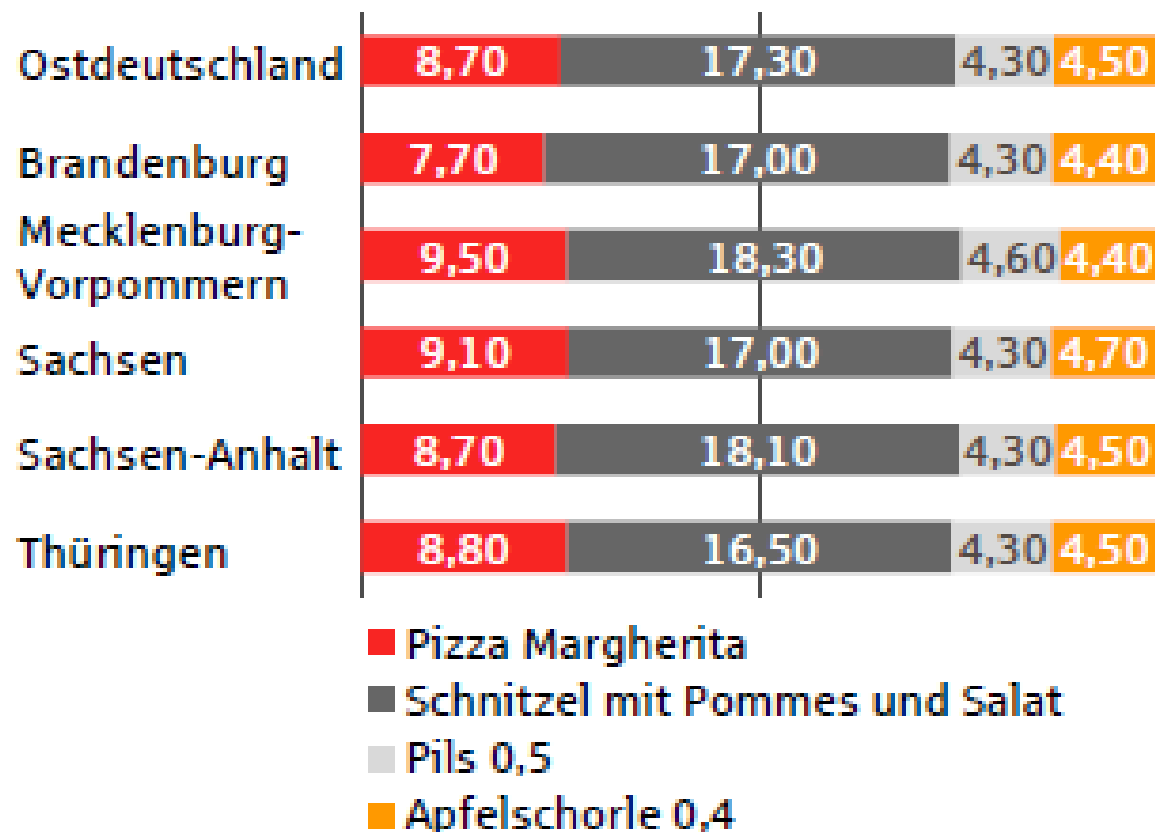 Ostdeutschland 8,70 17,30 4,30 4,50
Brandenburg 7,70 17,00 4,30 4,40
Mecklenburg-
Vorpommern 9,50 18,30 4,60 4,40
Sachsen 9,10 17,00 4,30 4,70
Sachsen-Anhalt 8,70 18,10 4,30 4,50
Thüringen 8,80 16,50 4,30 4,50
Pizza Margherita
Schnitzel mit Pommes und Salat
Pils 0,5
Apfelschorle 0,4